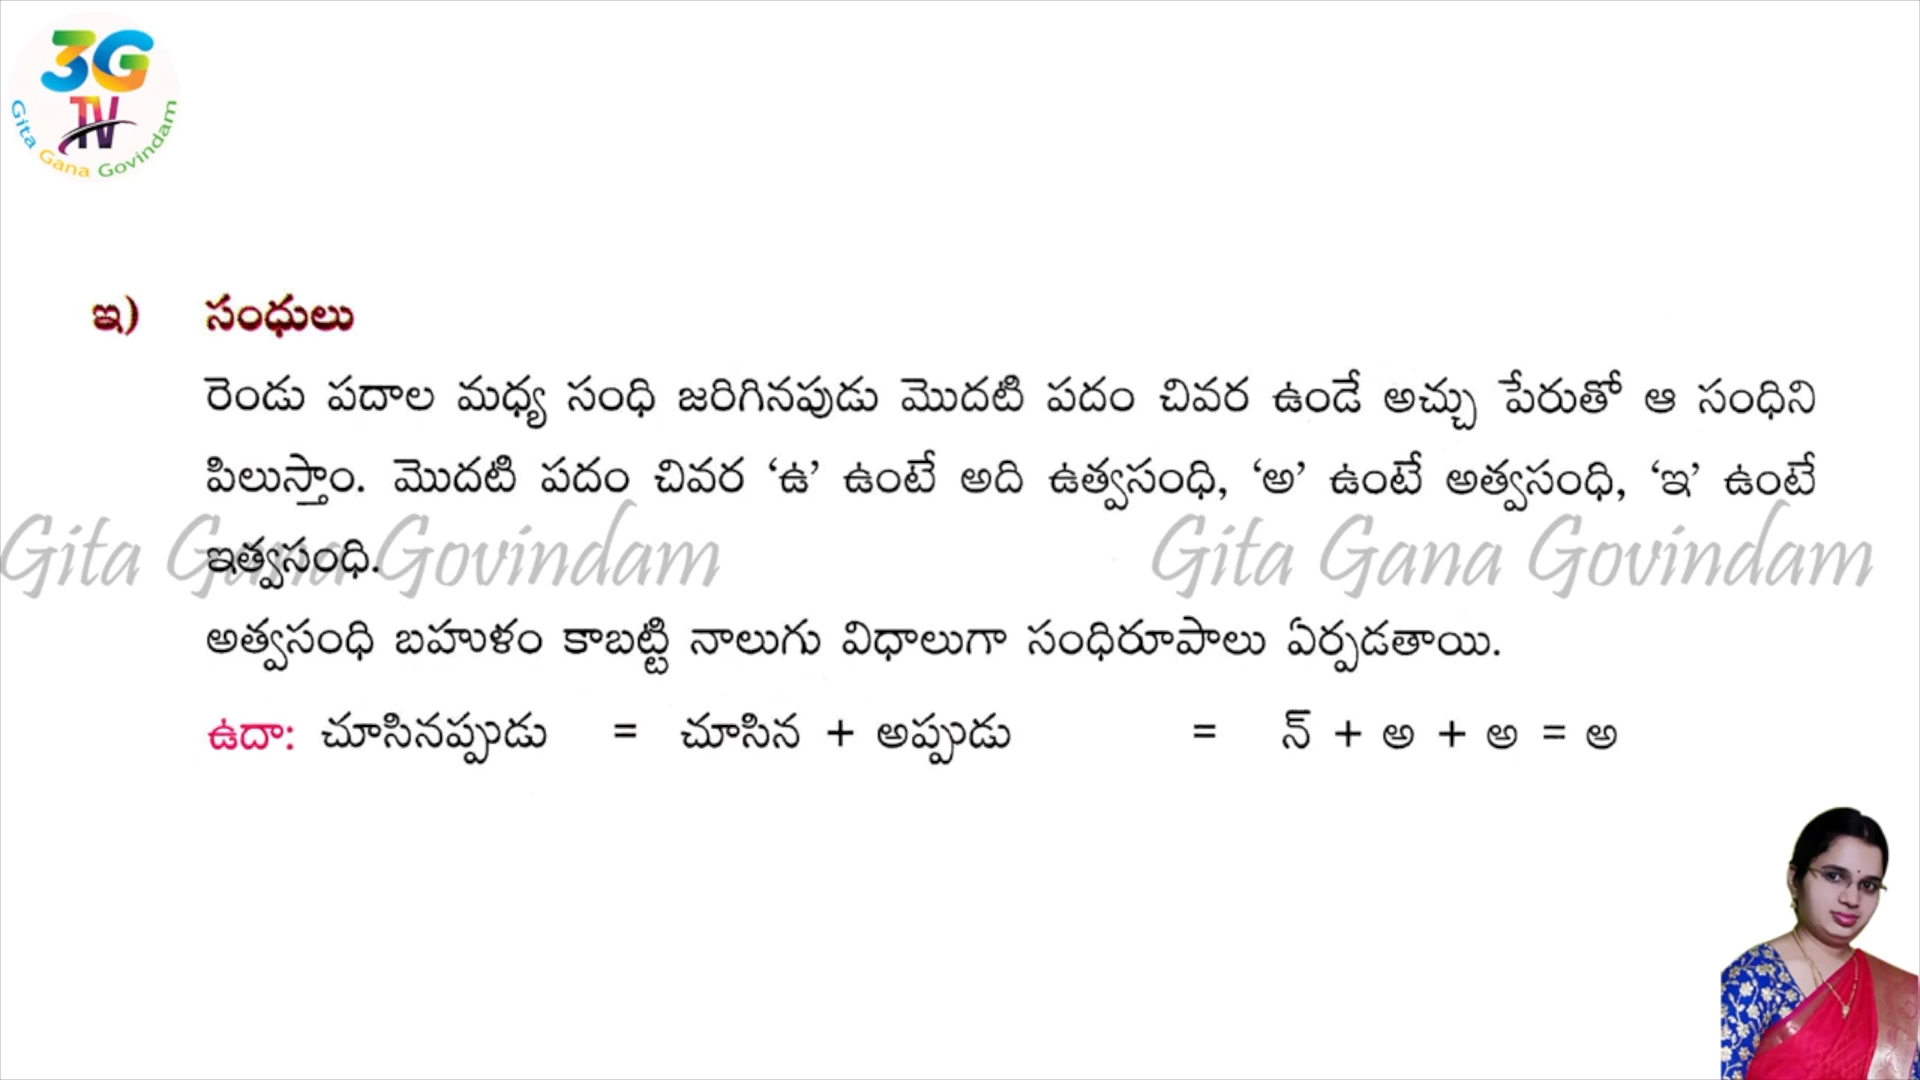 3G
TV
Gita Gana Govindam
ఇ) సంధులు
రెండు పదాల మధ్య సంధి జరిగినపుడు మొదటి పదం చివర ఉండే అచ్చు పేరుతో ఆ సంధిని
పిలుస్తాం. మొదటి పదం చివర ‘ఉ’ ఉంటే అది ఉత్వసంధి, ‘అ’ ఉంటే అత్వసంధి, ‘ఇ’ ఉంటే
ఇత్వసంధి.
Gita Gana Govindam Gita Gana Govindam
అత్వసంధి బహుళం కాబట్టి నాలుగు విధాలుగా సంధిరూపాలు ఏర్పడతాయి.
ఉదా: చూసినప్పుడు = చూసిన + అప్పుడు = న్ + అ + అ = అ